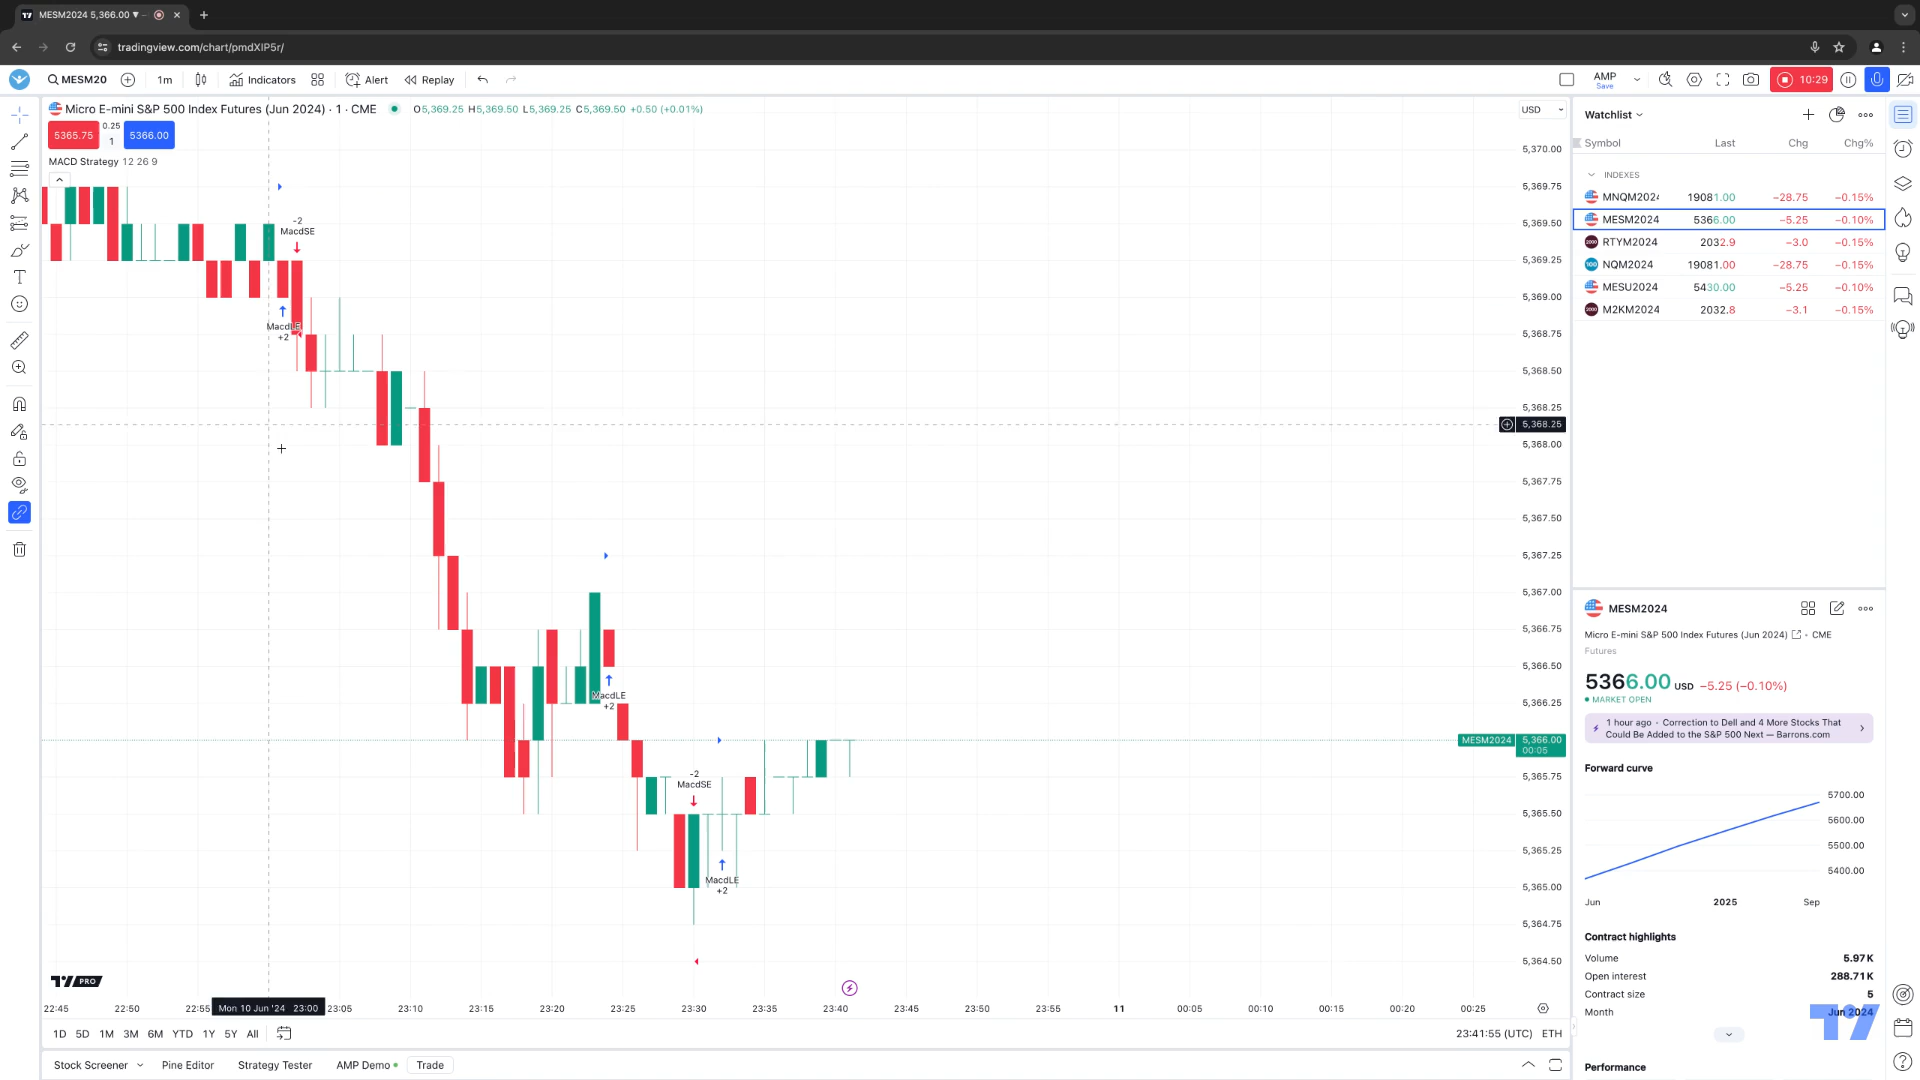 MESM2024 5,366.00 ▼ –
tradingview.com/chart/pmdXIP5r/
MESM20
1m
Indicators
Alert
Replay
AMP
Save
10:29
Micro E-mini S&P 500 Index Futures (Jun 2024) · 1 · CME
O5,369.25 H5,369.50 L5,369.25 C5,369.50 +0.50 (+0.01%)
USD
5365.75
0.25
1
5366.00
MACD Strategy 12 26 9
-2
MacdSE
MacdLE
+2
MacdLE
+2
-2
MacdSE
MacdLE
+2
5,370.00
5,369.75
5,369.50
5,369.25
5,369.00
5,368.75
5,368.50
5,368.25
5,368.25
5,368.00
5,367.75
5,367.50
5,367.25
5,367.00
5,366.75
5,366.50
5,366.25
MESM2024 5,366.00
00:05
5,365.75
5,365.50
5,365.25
5,365.00
5,364.75
5,364.50
PRO
22:45 22:50 22:55 Mon 10 Jun '24 23:00 23:05 23:10 23:15 23:20 23:25 23:30 23:35 23:40 23:45 23:50 23:55 11 00:05 00:10 00:15 00:20 00:25
1D 5D 1M 3M 6M YTD 1Y 5Y All
23:41:55 (UTC) ETH
Stock Screener Pine Editor Strategy Tester AMP Demo Trade
Watchlist
Symbol Last Chg Chg%
INDEXES
MNQM2024 19081.00 −28.75 −0.15%
MESM2024 5366.00 −5.25 −0.10%
RTYM2024 2032.9 −3.0 −0.15%
NQM2024 19081.00 −28.75 −0.15%
MESU2024 5430.00 −5.25 −0.10%
M2KM2024 2032.8 −3.1 −0.15%
MESM2024
Micro E-mini S&P 500 Index Futures (Jun 2024) · CME
Futures
5366.00 USD −5.25 (−0.10%)
MARKET OPEN
1 hour ago · Correction to Dell and 4 More Stocks That
Could Be Added to the S&P 500 Next — Barrons.com
Forward curve
5700.00
5600.00
5500.00
5400.00
Jun 2025 Sep
Contract highlights
Volume 5.97K
Open interest 288.71K
Contract size 5
Month Jun 2024
Performance